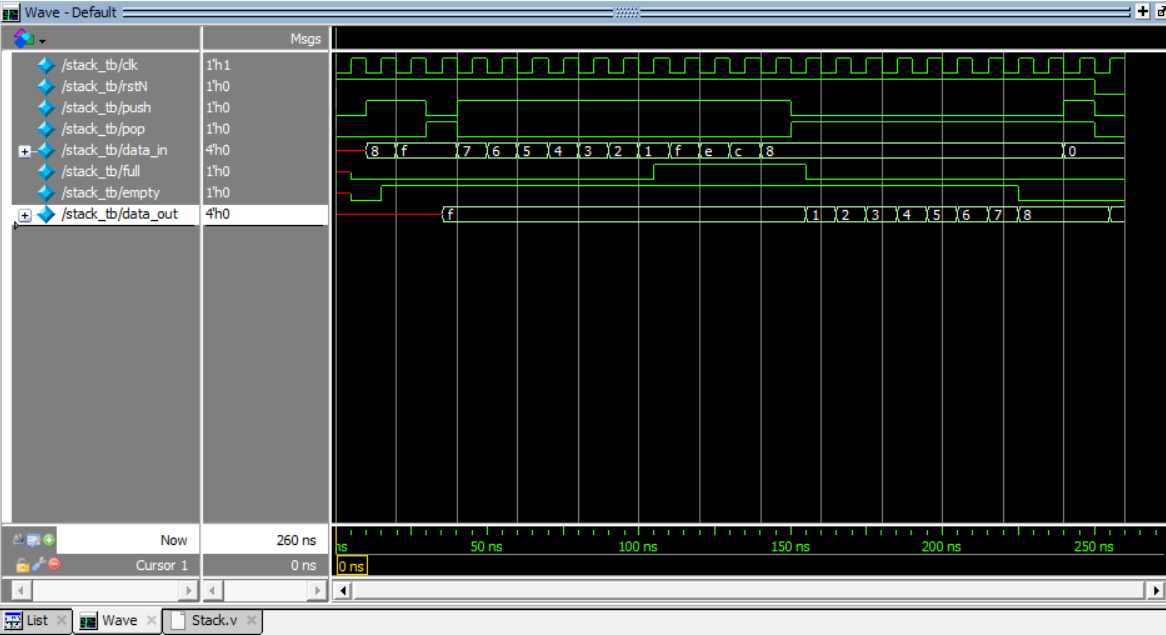 Wave - Default
Msgs
/stack_tb/clk 1'h1
/stack_tb/rstN 1'h0
/stack_tb/push 1'h0
/stack_tb/pop 1'h0
/stack_tb/data_in 4'h0 8 f 7 6 5 4 3 2 1 f e c 8 0
/stack_tb/full 1'h0
/stack_tb/empty 1'h0
/stack_tb/data_out 4'h0 f 1 2 3 4 5 6 7 8
Now 260 ns ns 50 ns 100 ns 150 ns 200 ns 250 ns
Cursor 1 0 ns 0 ns
List Wave Stack.v